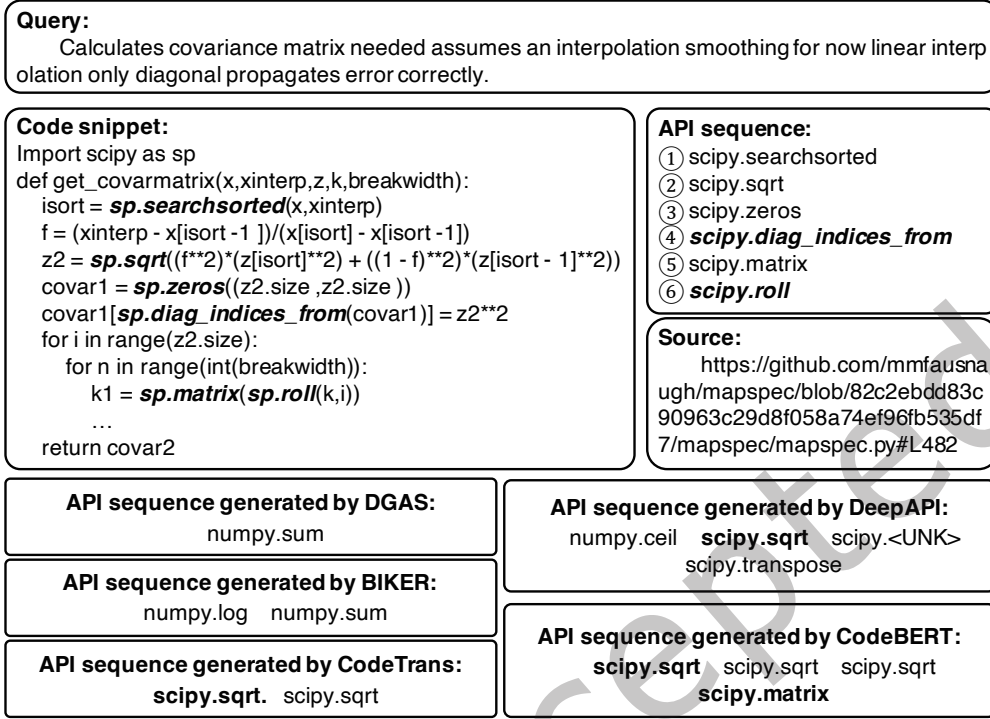 Query:
Calculates covariance matrix needed assumes an interpolation smoothing for now linear interp
olation only diagonal propagates error correctly.
Code snippet:
Import scipy as sp
def get_covarmatrix(x,xinterp,z,k,breakwidth):
isort = sp.searchsorted(x,xinterp)
f = (xinterp - x[isort -1 ])/(x[isort] - x[isort -1])
z2 = sp.sqrt((f**2)*(z[isort]**2) + ((1 - f)**2)*(z[isort - 1]**2))
covar1 = sp.zeros((z2.size ,z2.size ))
covar1[sp.diag_indices_from(covar1)] = z2**2
for i in range(z2.size):
for n in range(int(breakwidth)):
k1 = sp.matrix(sp.roll(k,i))
…
return covar2
API sequence:
① scipy.searchsorted
② scipy.sqrt
③ scipy.zeros
④ scipy.diag_indices_from
⑤ scipy.matrix
⑥ scipy.roll
Source:
https://github.com/mmfausna
ugh/mapspec/blob/82c2ebdd83c
90963c29d8f058a74ef96fb535df
7/mapspec/mapspec.py#L482
API sequence generated by DGAS:
numpy.sum
API sequence generated by BIKER:
numpy.log numpy.sum
API sequence generated by CodeTrans:
scipy.sqrt. scipy.sqrt
API sequence generated by DeepAPI:
numpy.ceil scipy.sqrt scipy.<UNK>
scipy.transpose
API sequence generated by CodeBERT:
scipy.sqrt scipy.sqrt scipy.sqrt
scipy.matrix